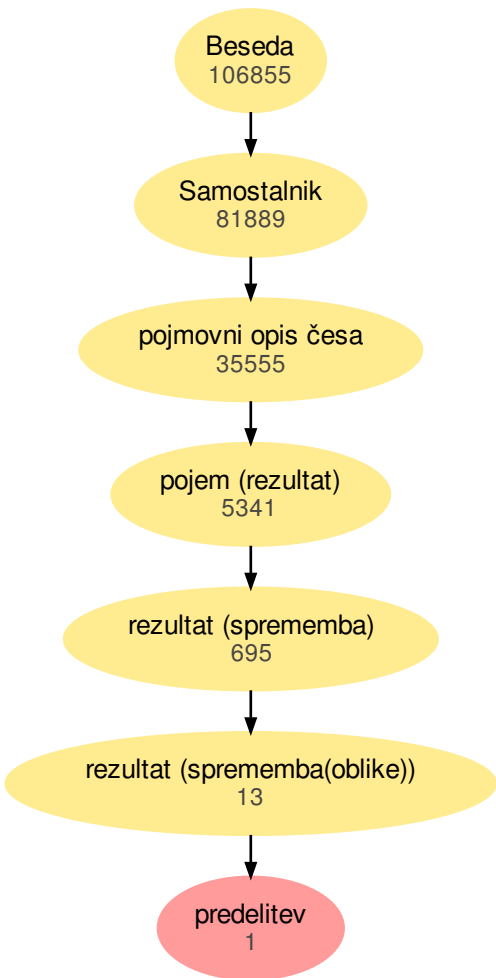 Beseda
106855
Samostalnik
81889
pojmovni opis česa
35555
pojem (rezultat)
5341
rezultat (sprememba)
695
rezultat (sprememba(oblike))
13
predelitev
1